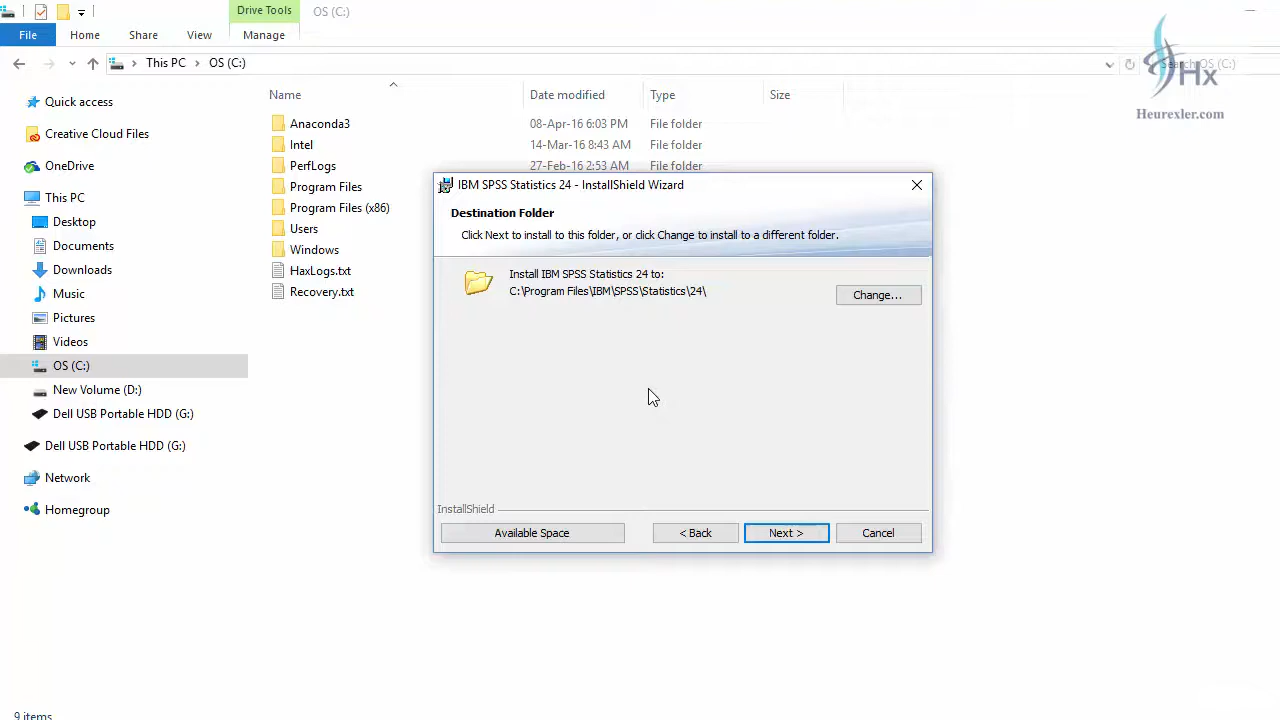 Drive Tools
OS (C:)
File
Home
Share
View
Manage
This PC
OS (C:)
Search OS (C:)
Hx
Heurexler.com
Quick access
Creative Cloud Files
OneDrive
This PC
Desktop
Documents
Downloads
Music
Pictures
Videos
OS (C:)
New Volume (D:)
Dell USB Portable HDD (G:)
Dell USB Portable HDD (G:)
Network
Homegroup
Name
Date modified
Type
Size
Anaconda3
08-Apr-16 6:03 PM
File folder
Intel
14-Mar-16 8:43 AM
File folder
PerfLogs
27-Feb-16 2:53 AM
File folder
Program Files
Program Files (x86)
Users
Windows
HaxLogs.txt
Recovery.txt
IBM SPSS Statistics 24 - InstallShield Wizard
Destination Folder
Click Next to install to this folder, or click Change to install to a different folder.
Install IBM SPSS Statistics 24 to:
C:\Program Files\IBM\SPSS\Statistics\24\
Change...
InstallShield
Available Space
< Back
Next >
Cancel
9 items